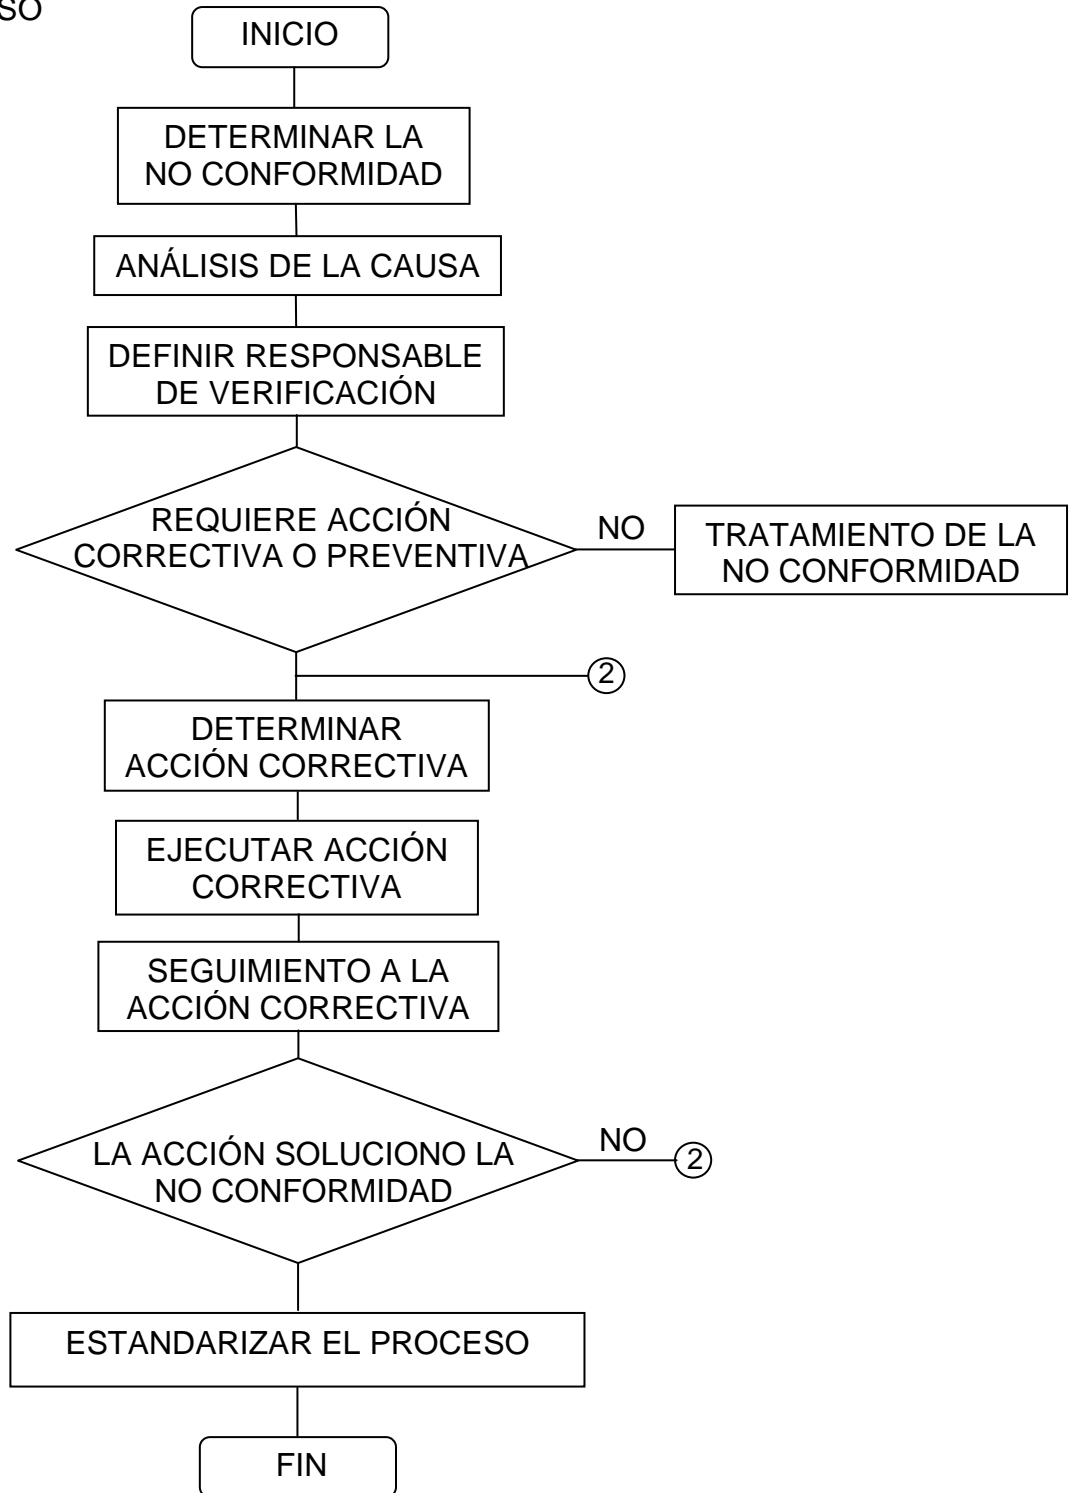 INICIO
DETERMINAR LA
NO CONFORMIDAD
ANÁLISIS DE LA CAUSA
DEFINIR RESPONSABLE
DE VERIFICACIÓN
REQUIERE ACCIÓN
CORRECTIVA O PREVENTIVA
NO
TRATAMIENTO DE LA
NO CONFORMIDAD
2
DETERMINAR
ACCIÓN CORRECTIVA
EJECUTAR ACCIÓN
CORRECTIVA
SEGUIMIENTO A LA
ACCIÓN CORRECTIVA
LA ACCIÓN SOLUCIONO LA
NO CONFORMIDAD
NO
2
ESTANDARIZAR EL PROCESO
FIN